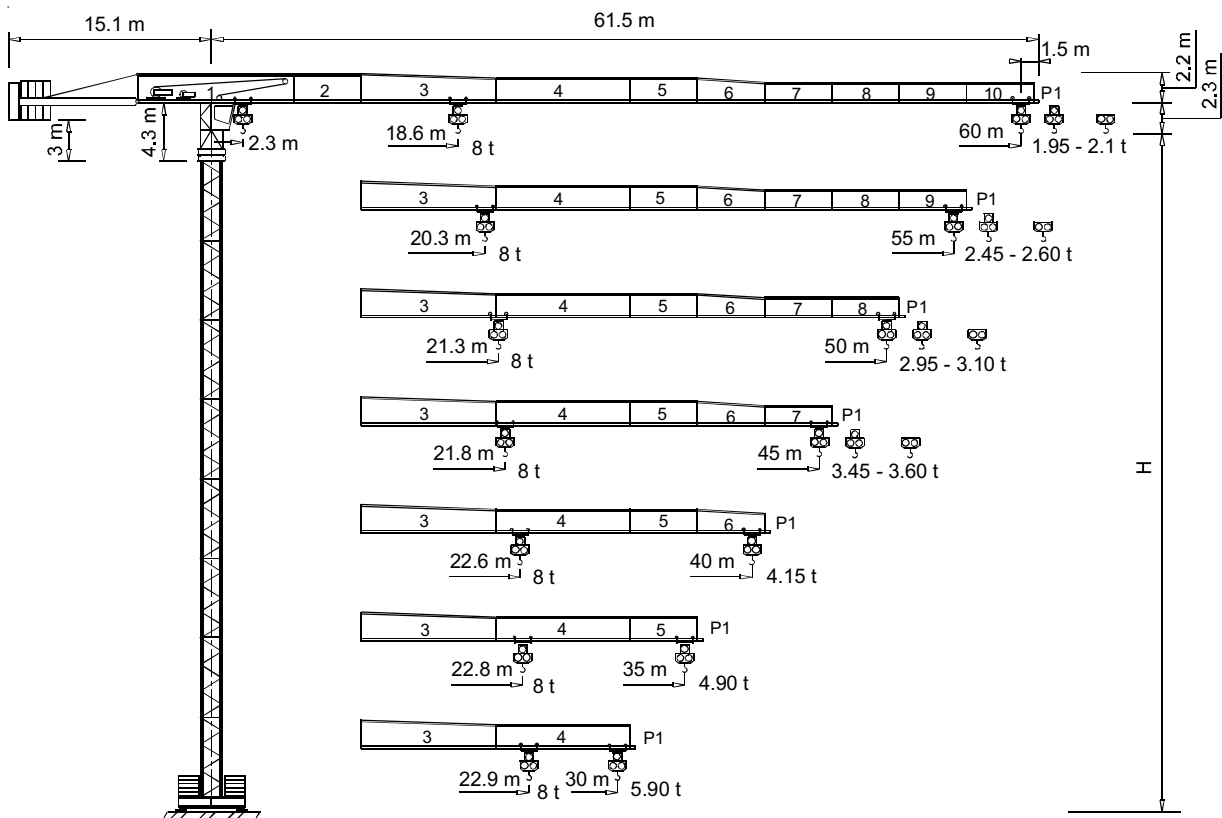 15.1 m
61.5 m
1.5 m
2.2 m
2.3 m
1 2 3 4 5 6 7 8 9 10 P1
3 m
4.3 m
2.3 m
18.6 m
8 t
60 m
1.95 - 2.1 t
3 4 5 6 7 8 9 P1
20.3 m
8 t
55 m
2.45 - 2.60 t
3 4 5 6 7 8 P1
21.3 m
8 t
50 m
2.95 - 3.10 t
3 4 5 6 7 P1
21.8 m
8 t
45 m
3.45 - 3.60 t
H
3 4 5 6 P1
22.6 m
8 t
40 m
4.15 t
3 4 5 P1
22.8 m
8 t
35 m
4.90 t
3 4 P1
22.9 m
8 t
30 m
5.90 t